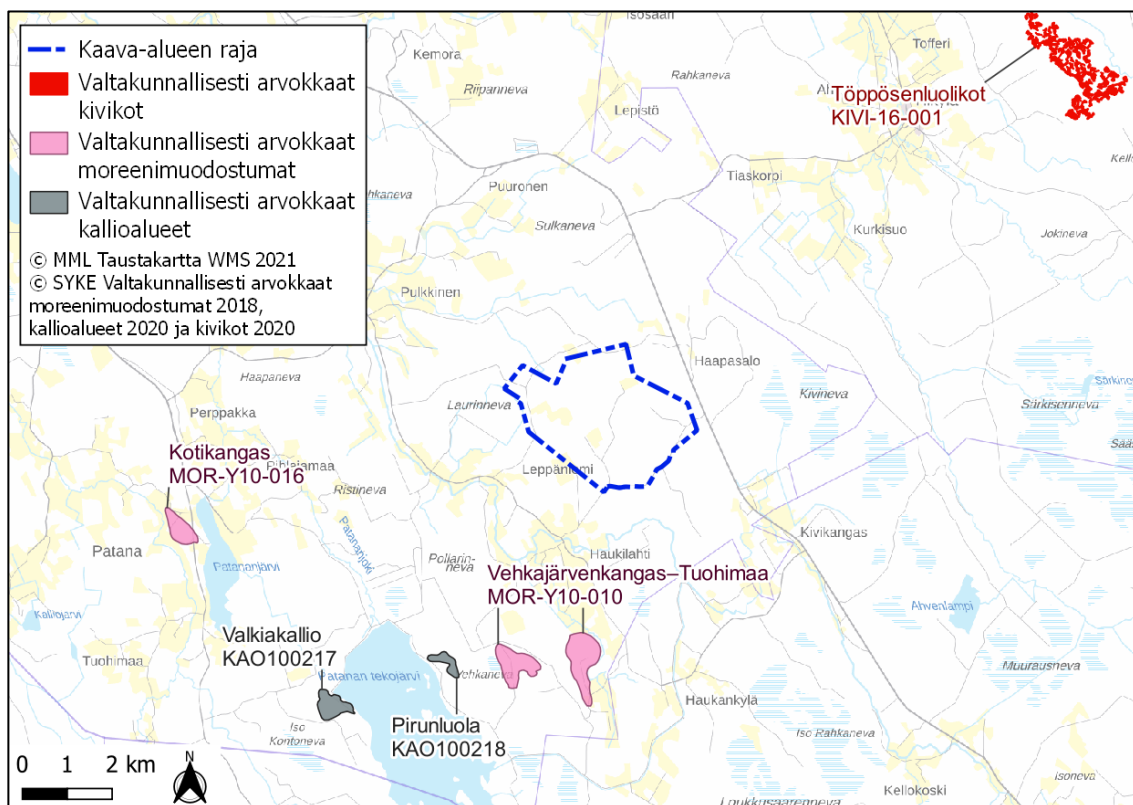 Kaava-alueen raja
Valtakunnallisesti arvokkaat
kivikot
Valtakunnallisesti arvokkaat
moreenimuodostumat
Valtakunnallisesti arvokkaat
kallioalueet
© MML Taustakartta WMS 2021
© SYKE Valtakunnallisesti arvokkaat
moreenimuodostumat 2018,
kallioalueet 2020 ja kivikot 2020
Isosaari
Kemora
Tofferi
Rahkaneva
Riipanneva
Lepistö
Töppösenluolikot
KIVI-16-001
Puuronen
Tiaskorpi
Sulkaneva
Kurkisuo
Jokineva
Pulkkinen
Haapasalo
Haapaneva
Laurinneva
Kivineva
Särkisenneva
Perppakka
Kotikangas
MOR-Y10-016
Leppäniemi
Ristineva
Patananjoki
Kivikangas
Patana
Patananjärvi
Pollarin-
neva
Haukilahti
Vehkajärvenkangas–Tuohimaa
MOR-Y10-010
Ahvenlampi
Valkiakallio
KAO100217
Tuohimaa
Patanan tekojärvi
Vehkaneva
Muurausneva
Haukankylä
Pirunluola
KAO100218
Iso
Kontoneva
Iso Rahkaneva
N
0 1 2 km
Isoneva
Kellokoski